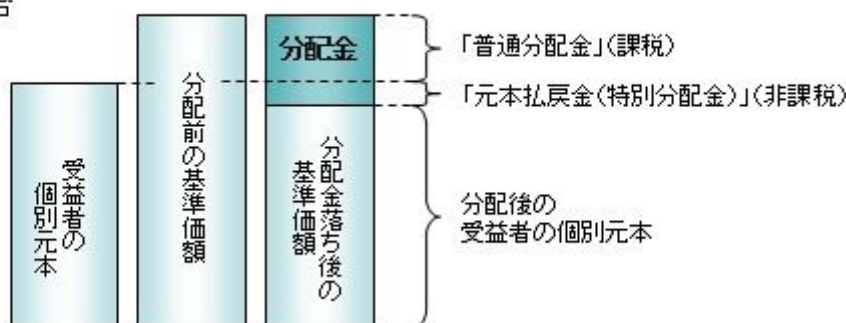 受益者の
個別元本
分配前の基準価額
分配金
分配金落ち後の
基準価額
「普通分配金」(課税)
「元本払戻金(特別分配金)」(非課税)
分配後の
受益者の個別元本